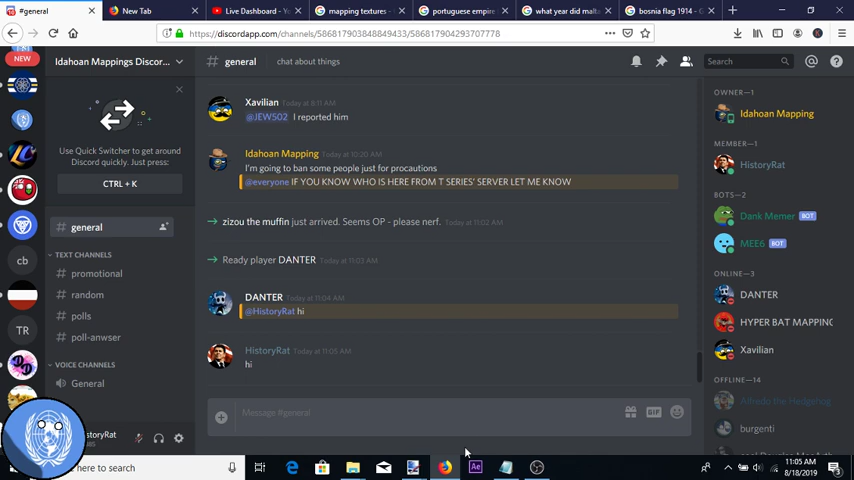 #general
New Tab
Live Dashboard - Yo
mapping textures -
portuguese empire
what year did malta
bosnia flag 1914 - G
https://discordapp.com/channels/586817903848849433/586817904293707778
NEW
Idahoan Mappings Discor...
# general
chat about things
Search
Use Quick Switcher to get around
Discord quickly. Just press:
CTRL + K
# general
TEXT CHANNELS
# promotional
# random
# polls
# poll-anwser
VOICE CHANNELS
General
cb
TR
storyRat
Xavilian Today at 8:11 AM
@JEWS02 I reported him
Idahoan Mapping Today at 10:20 AM
I'm going to ban some people just for procautions
@everyone IF YOU KNOW WHO IS HERE FROM T SERIES' SERVER LET ME KNOW
zizou the muffin just arrived. Seems OP - please nerf. Today at 11:02 AM
Ready player DANTER Today at 11:03 AM
DANTER Today at 11:04 AM
@HistoryRat hi
HistoryRat Today at 11:05 AM
hi
Message #general
GIF
OWNER—1
Idahoan Mapping
MEMBER—1
HistoryRat
BOTS—2
Dank Memer BOT
MEE6 BOT
ONLINE—3
DANTER
HYPER BAT MAPPING
Xavilian
OFFLINE—14
Alfredo the Hedgehog
burgenti
here to search
Ae
11:05 AM
8/18/2019